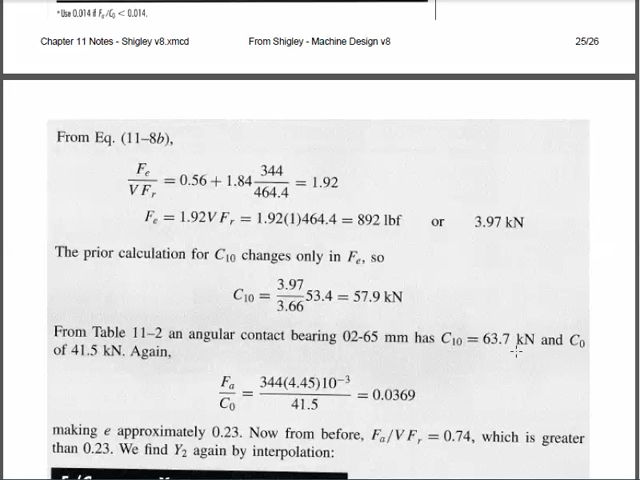 *Use 0.014 if Fₐ/C₀ < 0.014.
Chapter 11 Notes - Shigley v8.xmcd From Shigley - Machine Design v8 25/26
From Eq. (11–8b),
Fₑ/VFᵣ = 0.56 + 1.84 344/464.4 = 1.92
Fₑ = 1.92VFᵣ = 1.92(1)464.4 = 892 lbf or 3.97 kN
The prior calculation for C₁₀ changes only in Fₑ, so
C₁₀ = 3.97/3.66 53.4 = 57.9 kN
From Table 11–2 an angular contact bearing 02-65 mm has C₁₀ = 63.7 kN and C₀
of 41.5 kN. Again,
Fₐ/C₀ = 344(4.45)10⁻³/41.5 = 0.0369
making e approximately 0.23. Now from before, Fₐ/VFᵣ = 0.74, which is greater
than 0.23. We find Y₂ again by interpolation: